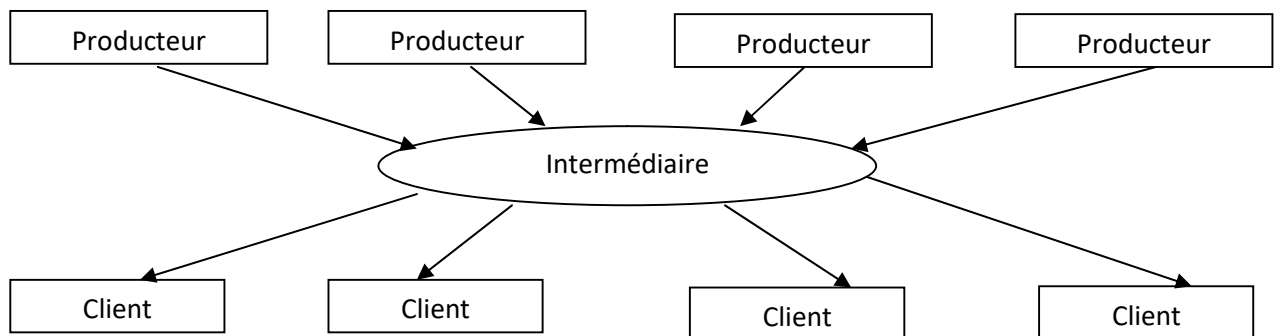 Producteur
Producteur
Producteur
Producteur
Intermédiaire
Client
Client
Client
Client